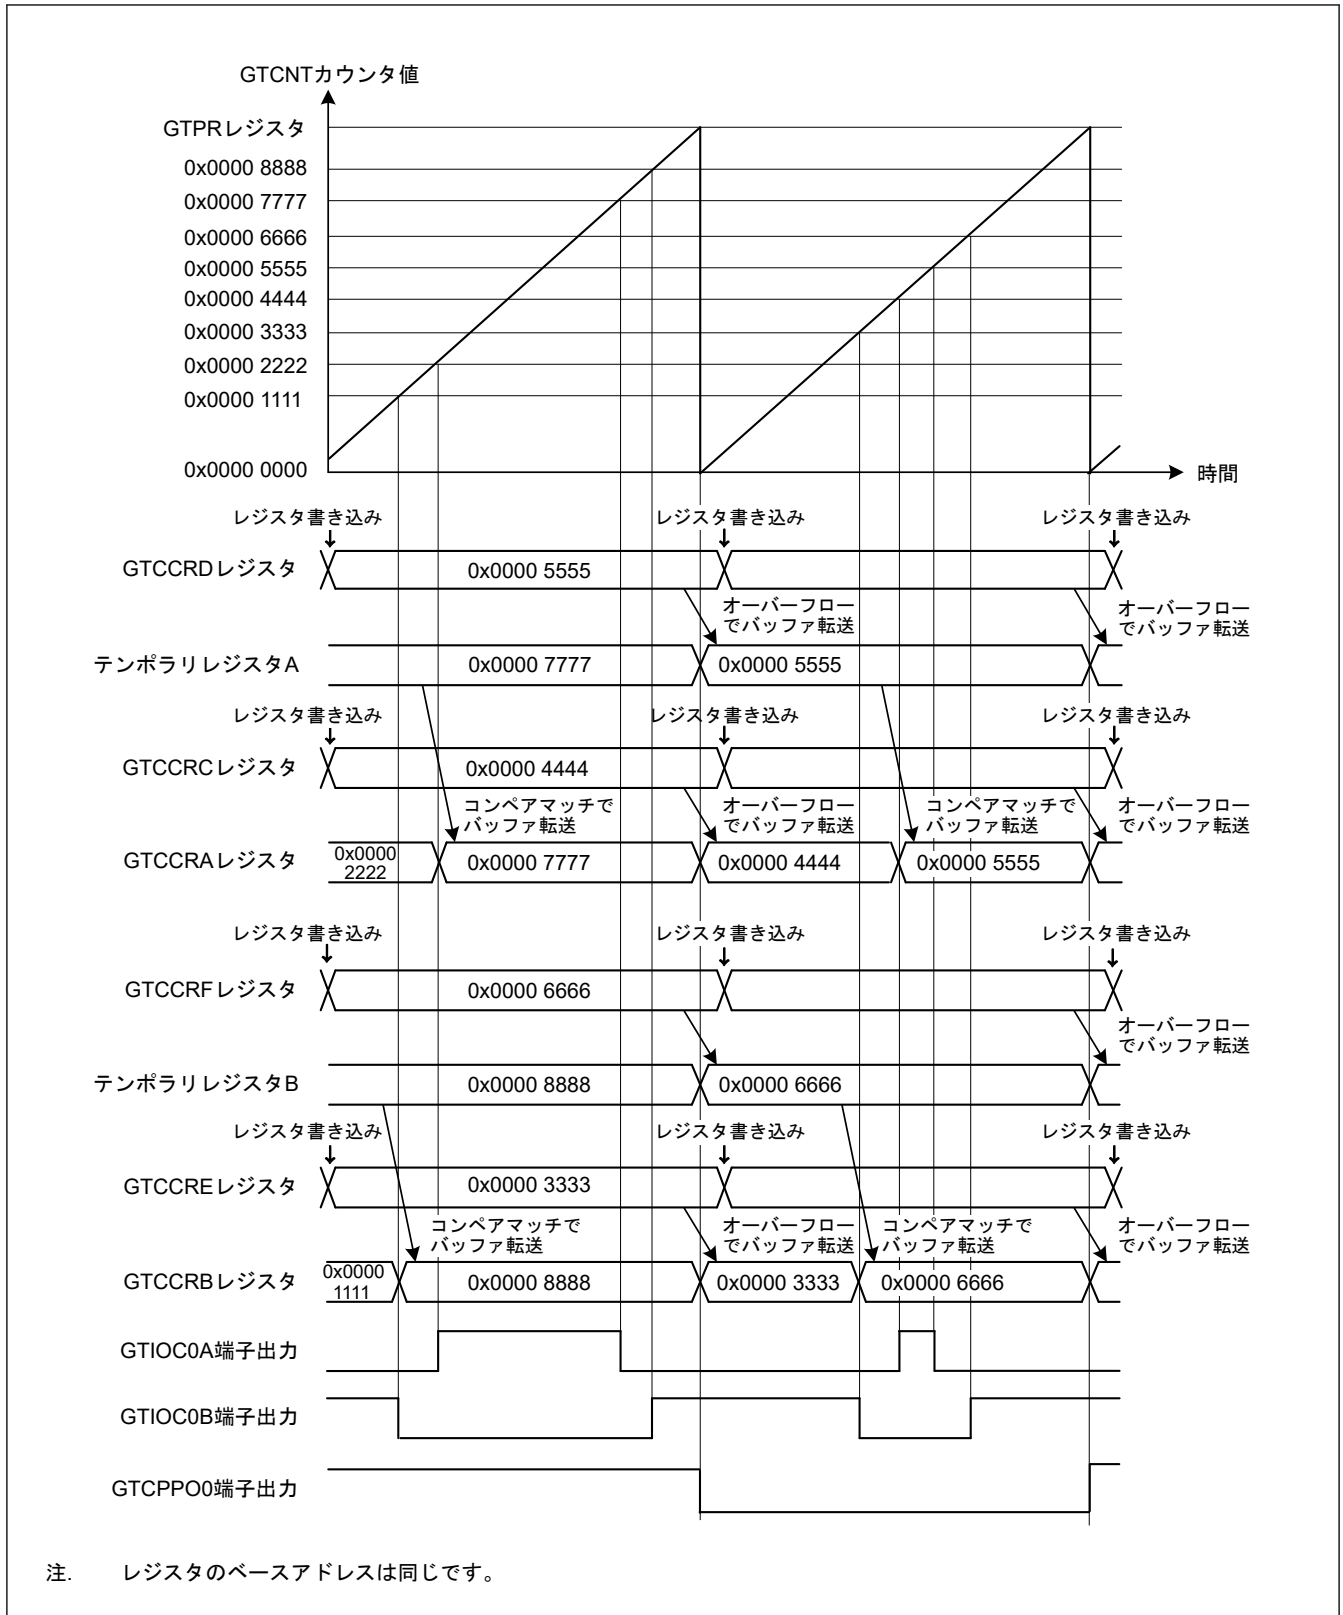 GTCNTカウンタ値
GTPRレジスタ
0x0000 8888
0x0000 7777
0x0000 6666
0x0000 5555
0x0000 4444
0x0000 3333
0x0000 2222
0x0000 1111
0x0000 0000
時間
レジスタ書き込み
レジスタ書き込み
レジスタ書き込み
GTCCRDレジスタ
0x0000 5555
オーバーフロー
でバッファ転送
オーバーフロー
でバッファ転送
テンポラリレジスタA
0x0000 7777
0x0000 5555
レジスタ書き込み
レジスタ書き込み
レジスタ書き込み
GTCCRCレジスタ
0x0000 4444
コンペアマッチで
バッファ転送
オーバーフロー
でバッファ転送
コンペアマッチで
バッファ転送
オーバーフロー
でバッファ転送
GTCCRAレジスタ
0x0000
2222
0x0000 7777
0x0000 4444
0x0000 5555
レジスタ書き込み
レジスタ書き込み
レジスタ書き込み
GTCCRFレジスタ
0x0000 6666
オーバーフロー
でバッファ転送
テンポラリレジスタB
0x0000 8888
0x0000 6666
レジスタ書き込み
レジスタ書き込み
レジスタ書き込み
GTCCREレジスタ
0x0000 3333
コンペアマッチで
バッファ転送
オーバーフロー
でバッファ転送
コンペアマッチで
バッファ転送
オーバーフロー
でバッファ転送
GTCCRBレジスタ
0x0000
1111
0x0000 8888
0x0000 3333
0x0000 6666
GTIOC0A端子出力
GTIOC0B端子出力
GTCPPO0端子出力
注. レジスタのベースアドレスは同じです。